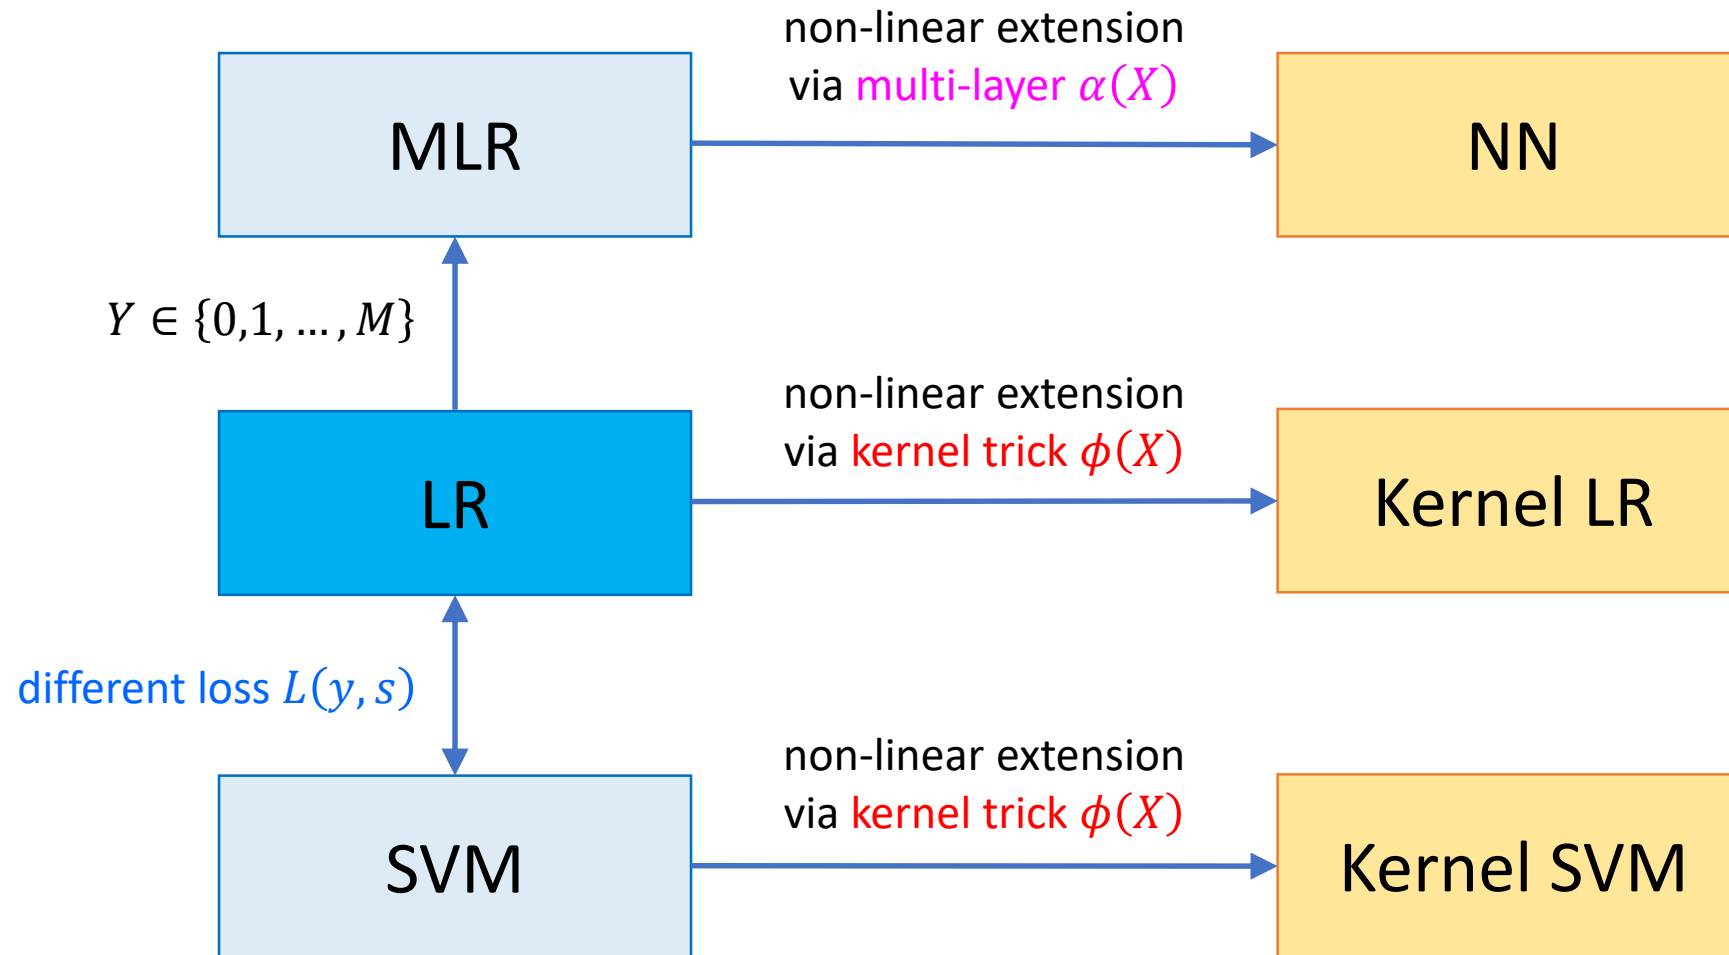 non-linear extension
via multi-layer α(X)
MLR
NN
Y ∈ {0,1, … , M}
non-linear extension
via kernel trick ϕ(X)
LR
Kernel LR
different loss L(y, s)
non-linear extension
via kernel trick ϕ(X)
SVM
Kernel SVM